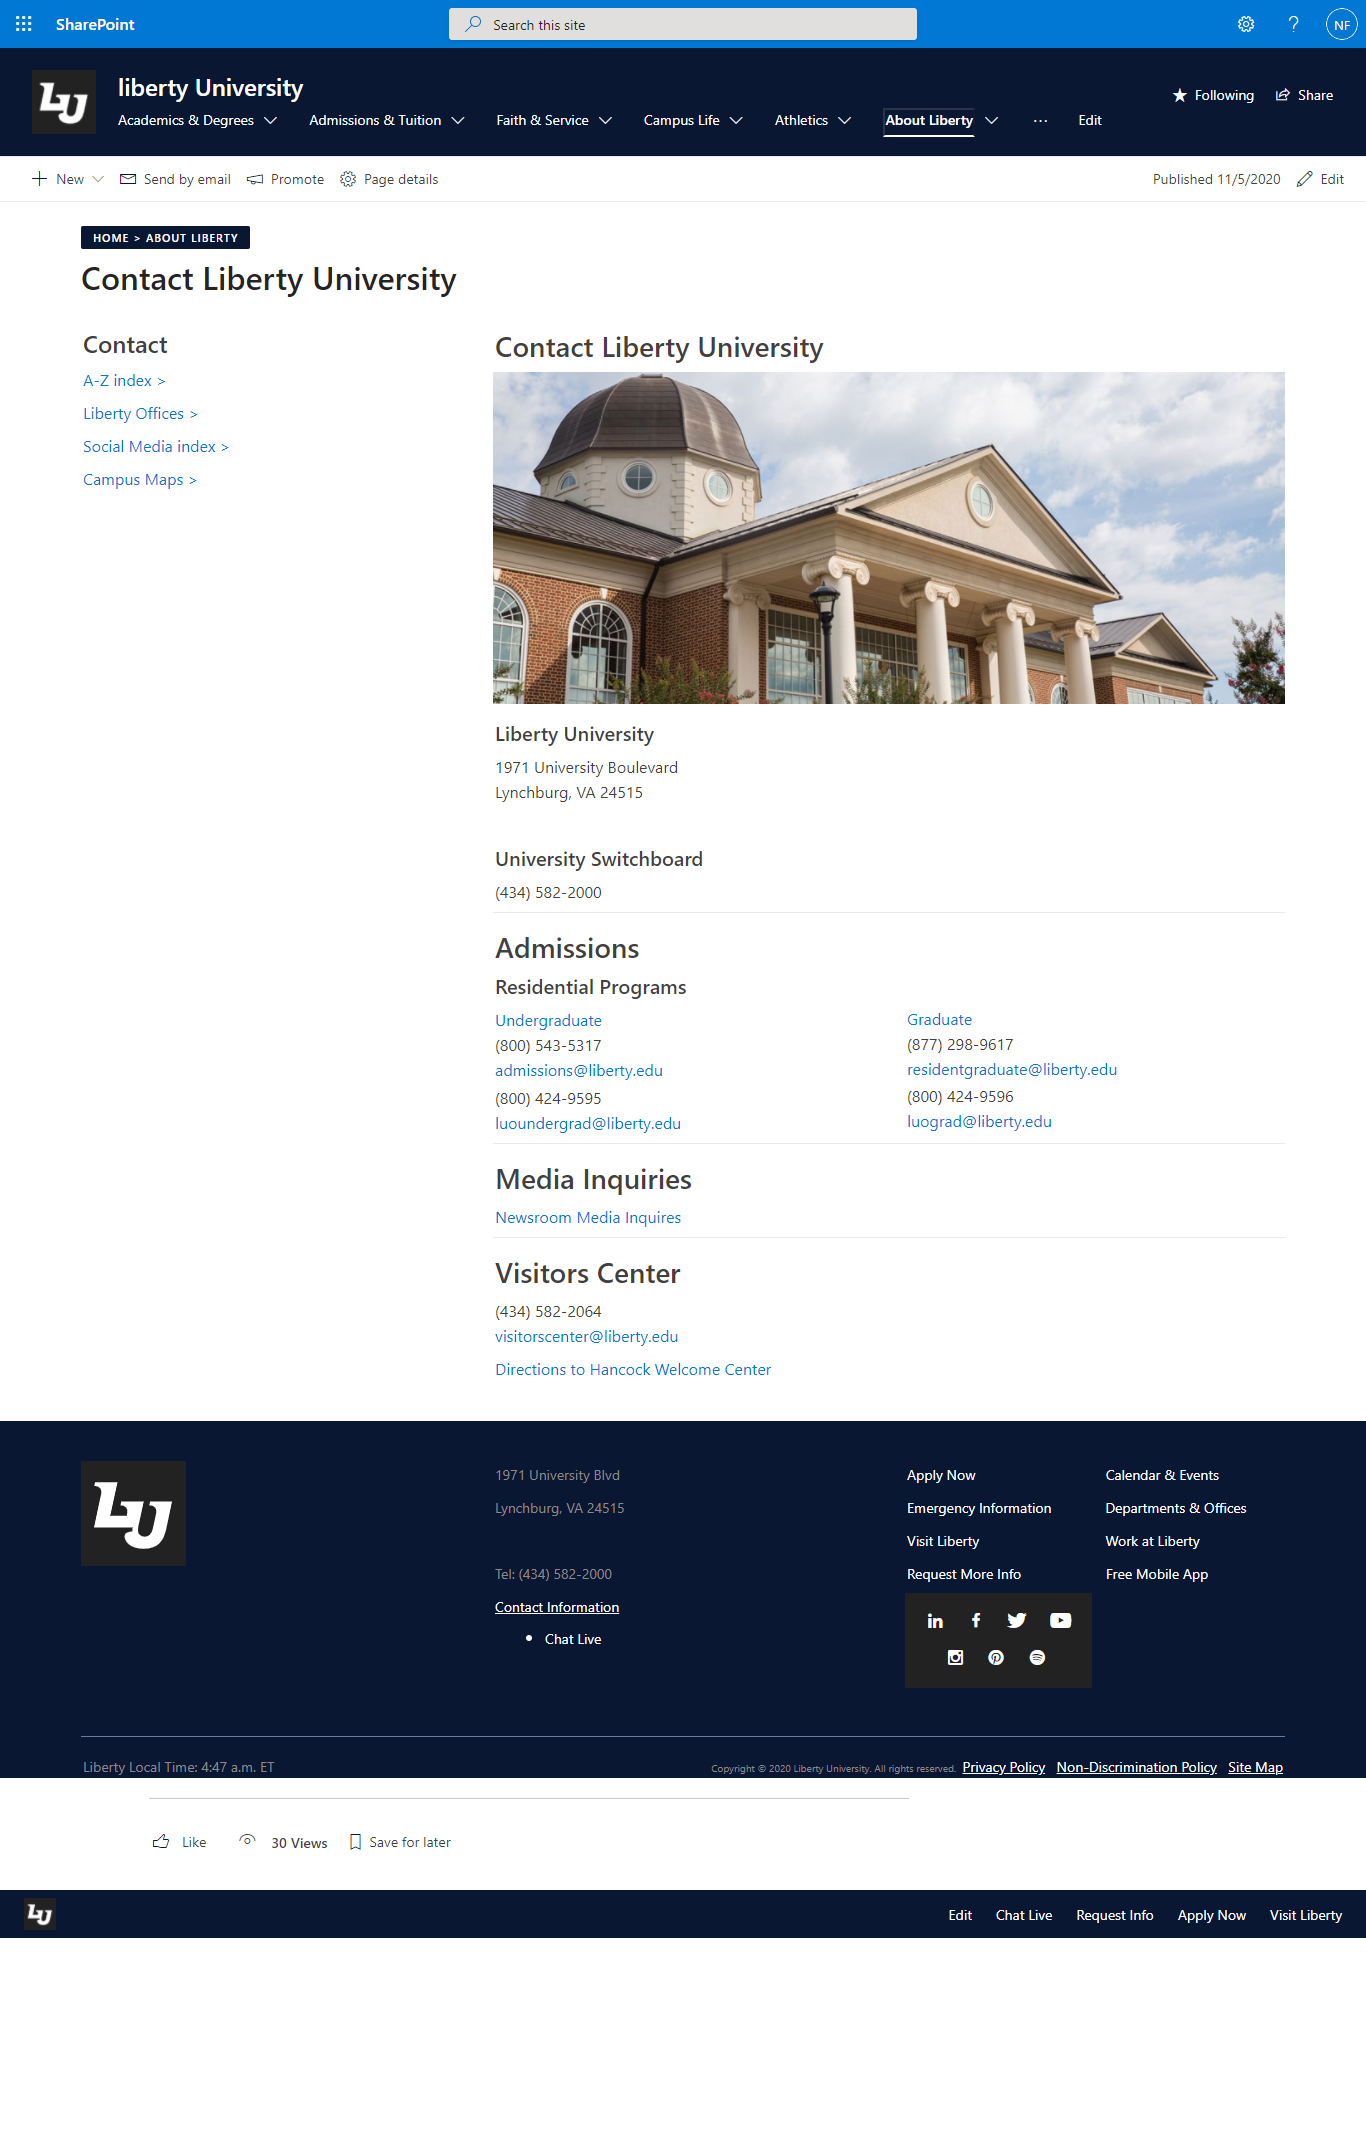 SharePoint
Search this site
NF
LU
liberty University
Following
Share
Academics & Degrees
Admissions & Tuition
Faith & Service
Campus Life
Athletics
About Liberty
···
Edit
New
Send by email
Promote
Page details
Published 11/5/2020
Edit
HOME > ABOUT LIBERTY
Contact Liberty University
Contact
A-Z index >
Liberty Offices >
Social Media index >
Campus Maps >
Contact Liberty University
Liberty University
1971 University Boulevard
Lynchburg, VA 24515
University Switchboard
(434) 582-2000
Admissions
Residential Programs
Undergraduate
(800) 543-5317
admissions@liberty.edu
(800) 424-9595
luoundergrad@liberty.edu
Graduate
(877) 298-9617
residentgraduate@liberty.edu
(800) 424-9596
luograd@liberty.edu
Media Inquiries
Newsroom Media Inquires
Visitors Center
(434) 582-2064
visitorscenter@liberty.edu
Directions to Hancock Welcome Center
LU
1971 University Blvd
Lynchburg, VA 24515
Tel: (434) 582-2000
Contact Information
• Chat Live
Apply Now
Emergency Information
Visit Liberty
Request More Info
Calendar & Events
Departments & Offices
Work at Liberty
Free Mobile App
Liberty Local Time: 4:47 a.m. ET
Copyright © 2020 Liberty University. All rights reserved.
Privacy Policy
Non-Discrimination Policy
Site Map
Like
30 Views
Save for later
LU
Edit
Chat Live
Request Info
Apply Now
Visit Liberty